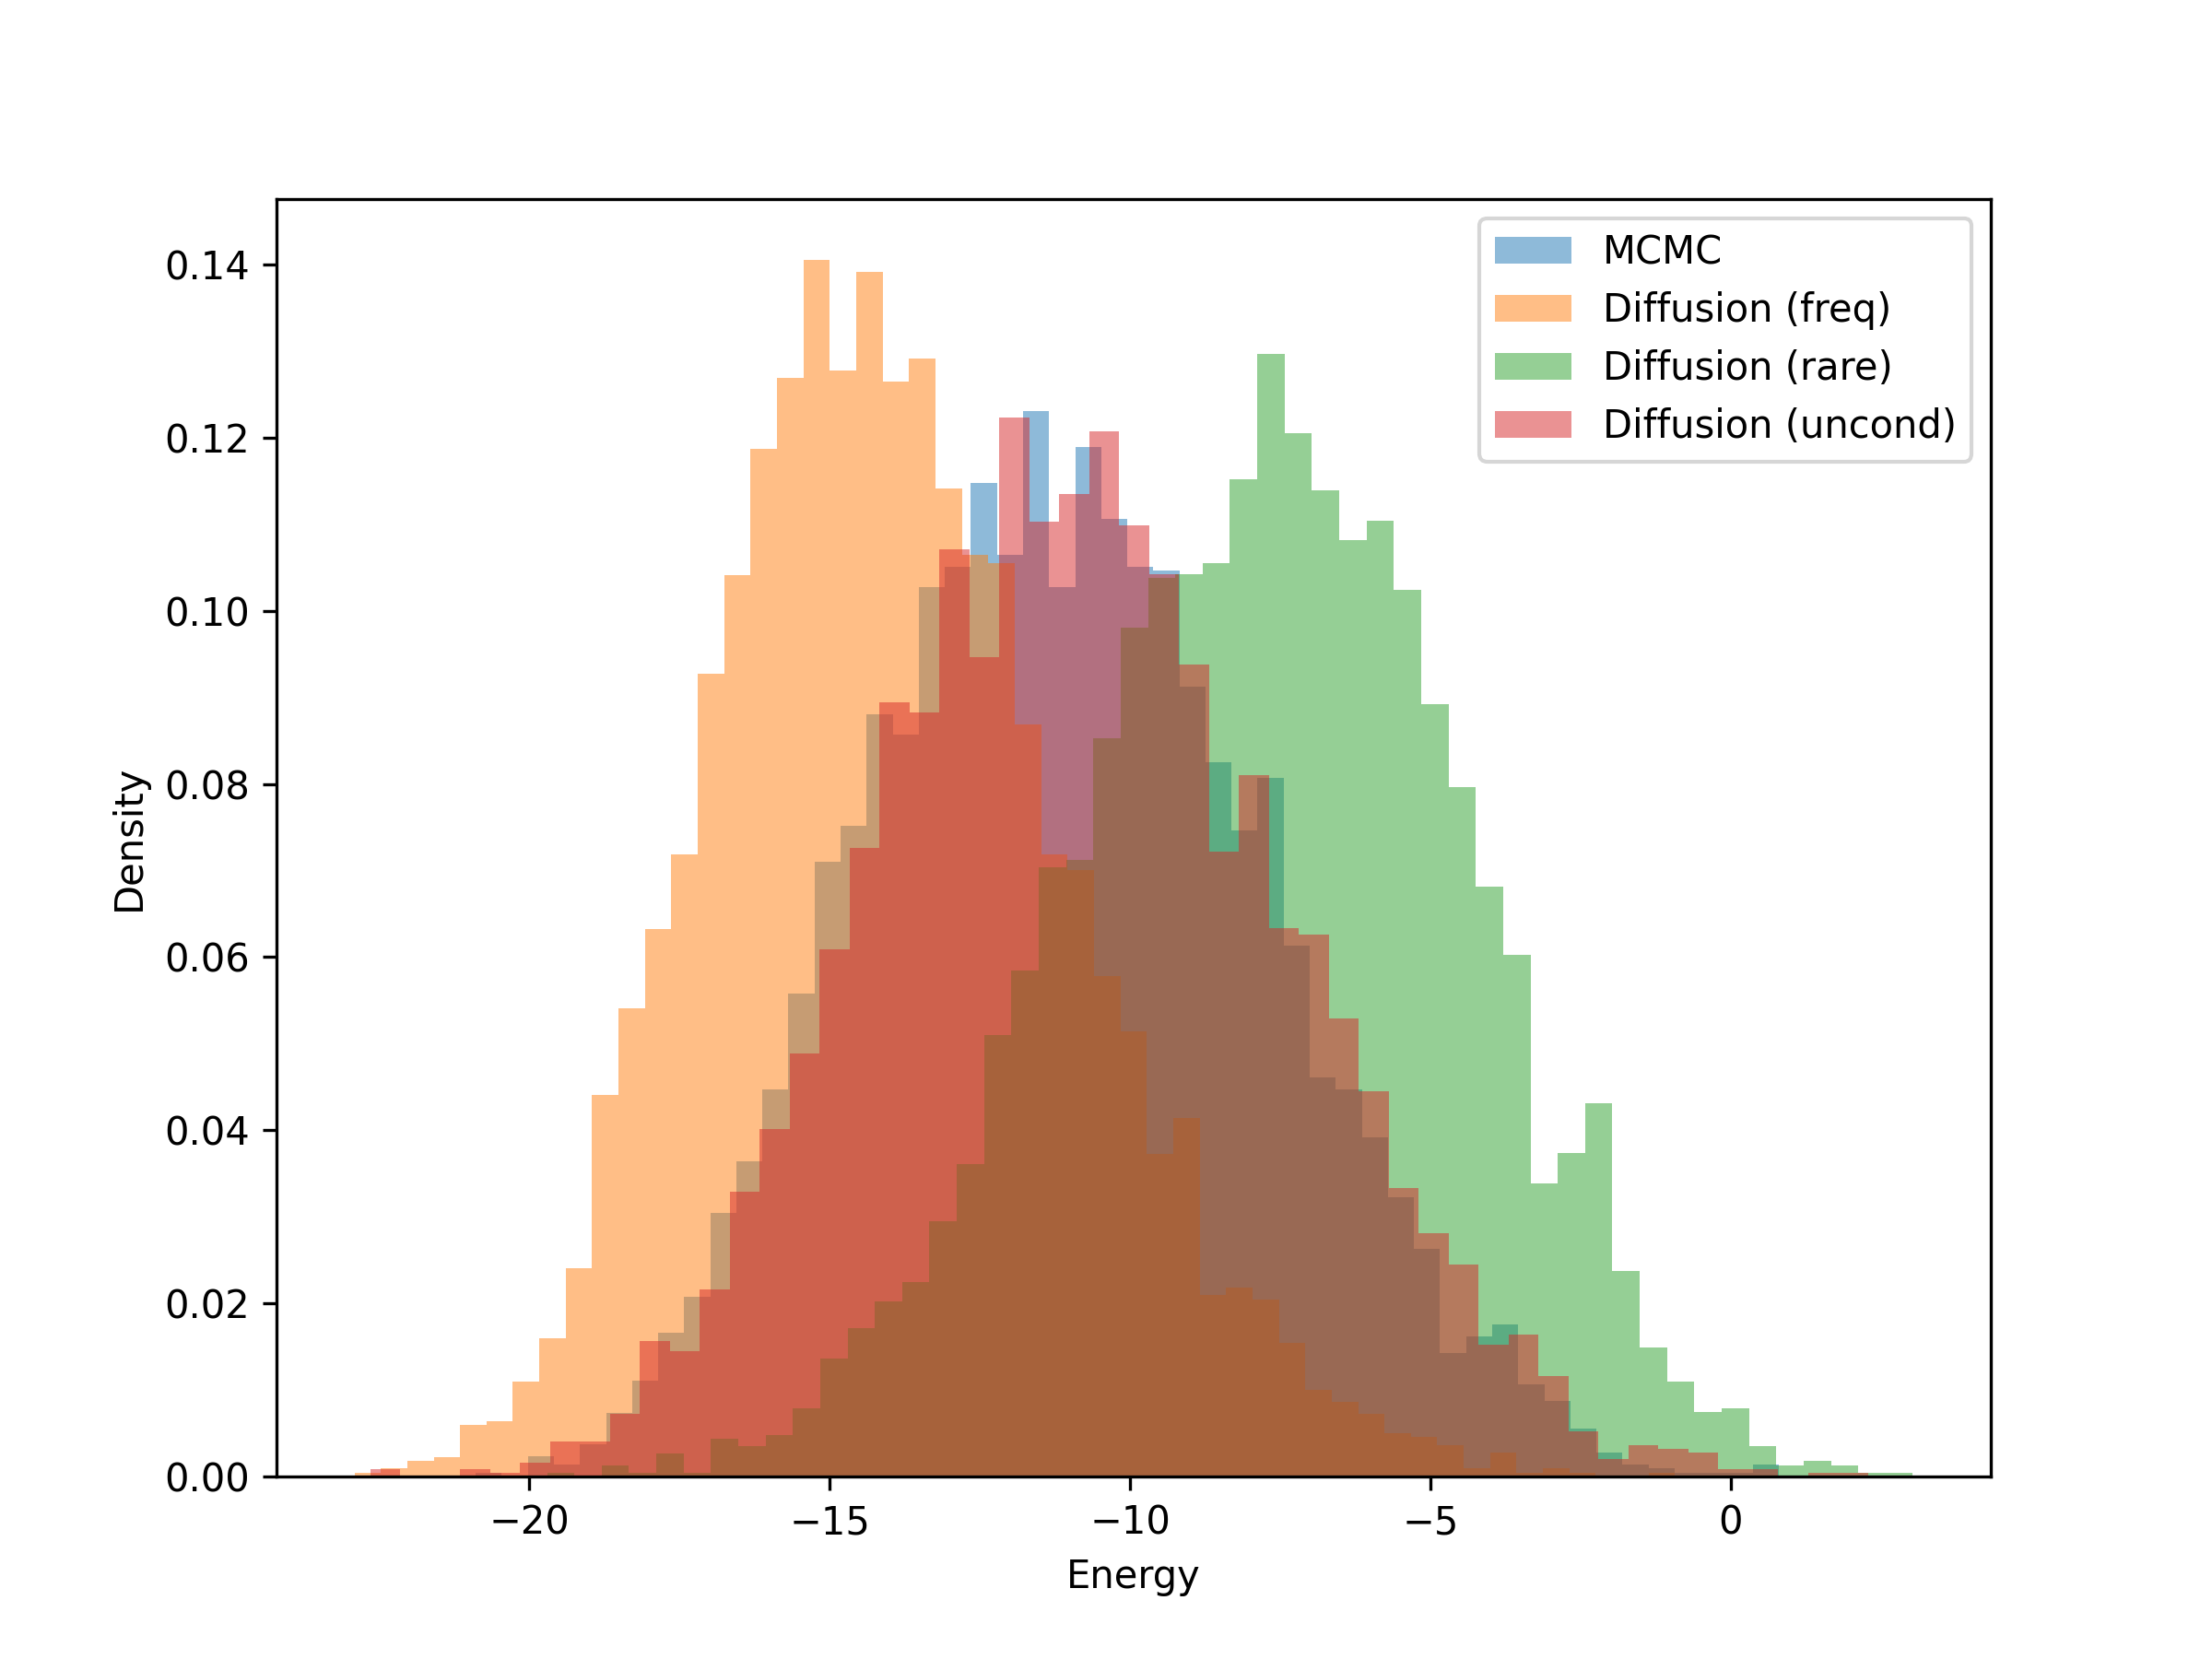 MCMC
Diffusion (freq)
Diffusion (rare)
Diffusion (uncond)
0.14
0.12
0.10
0.08
0.06
0.04
0.02
0.00
Density
−20 −15 −10 −5 0
Energy